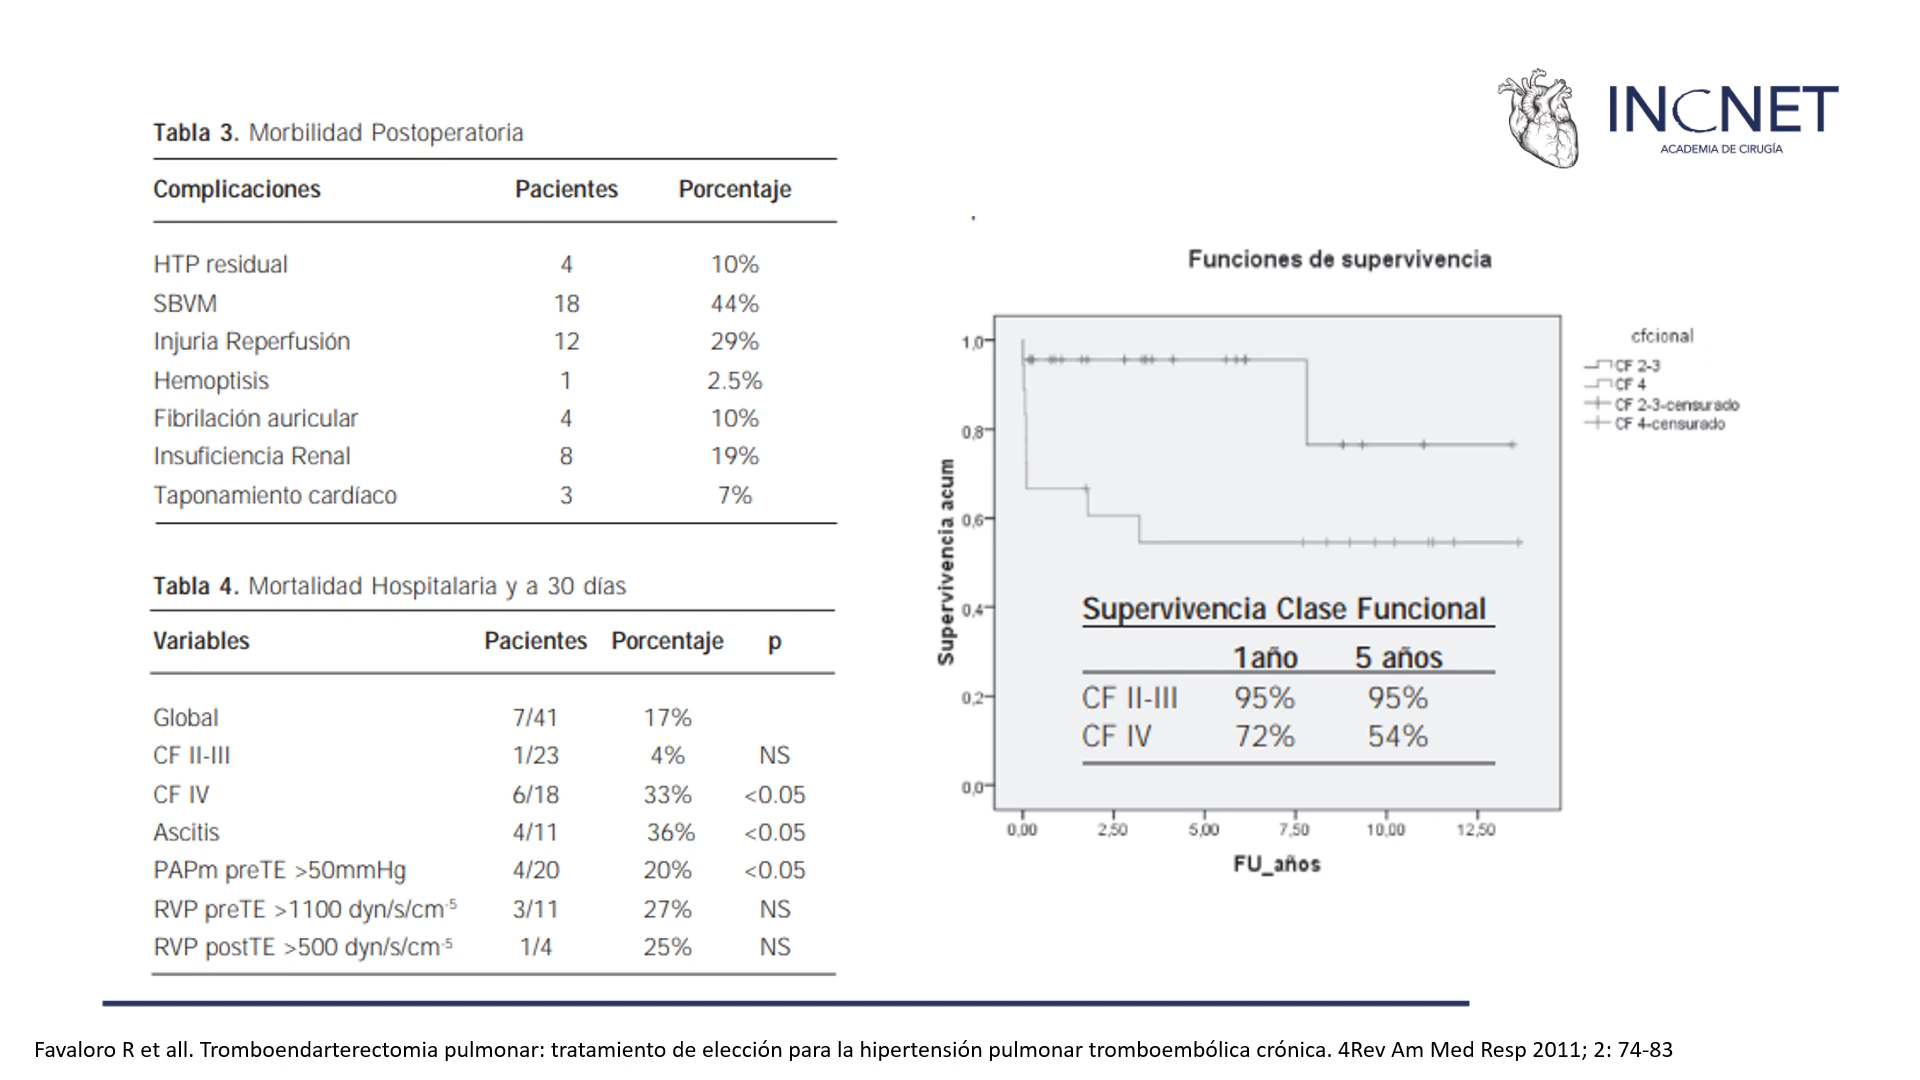 INCNET
ACADEMIA DE CIRUGÍA
Tabla 3. Morbilidad Postoperatoria
Complicaciones Pacientes Porcentaje
HTP residual 4 10%
SBVM 18 44%
Injuria Reperfusión 12 29%
Hemoptisis 1 2.5%
Fibrilación auricular 4 10%
Insuficiencia Renal 8 19%
Taponamiento cardíaco 3 7%
Tabla 4. Mortalidad Hospitalaria y a 30 días
Variables Pacientes Porcentaje p
Global 7/41 17%
CF II-III 1/23 4% NS
CF IV 6/18 33% <0.05
Ascitis 4/11 36% <0.05
PAPm preTE >50mmHg 4/20 20% <0.05
RVP preTE >1100 dyn/s/cm-5 3/11 27% NS
RVP postTE >500 dyn/s/cm-5 1/4 25% NS
Funciones de supervivencia
cfcional
CF 2-3
CF 4
CF 2-3-censurado
CF 4-censurado
Supervivencia acum
1,0
0,8
0,6
0,4
0,2
0,0
Supervivencia Clase Funcional
1año 5 años
CF II-III 95% 95%
CF IV 72% 54%
0,00 2,50 5,00 7,50 10,00 12,50
FU_años
Favaloro R et all. Tromboendarterectomia pulmonar: tratamiento de elección para la hipertensión pulmonar tromboembólica crónica. 4Rev Am Med Resp 2011; 2: 74-83